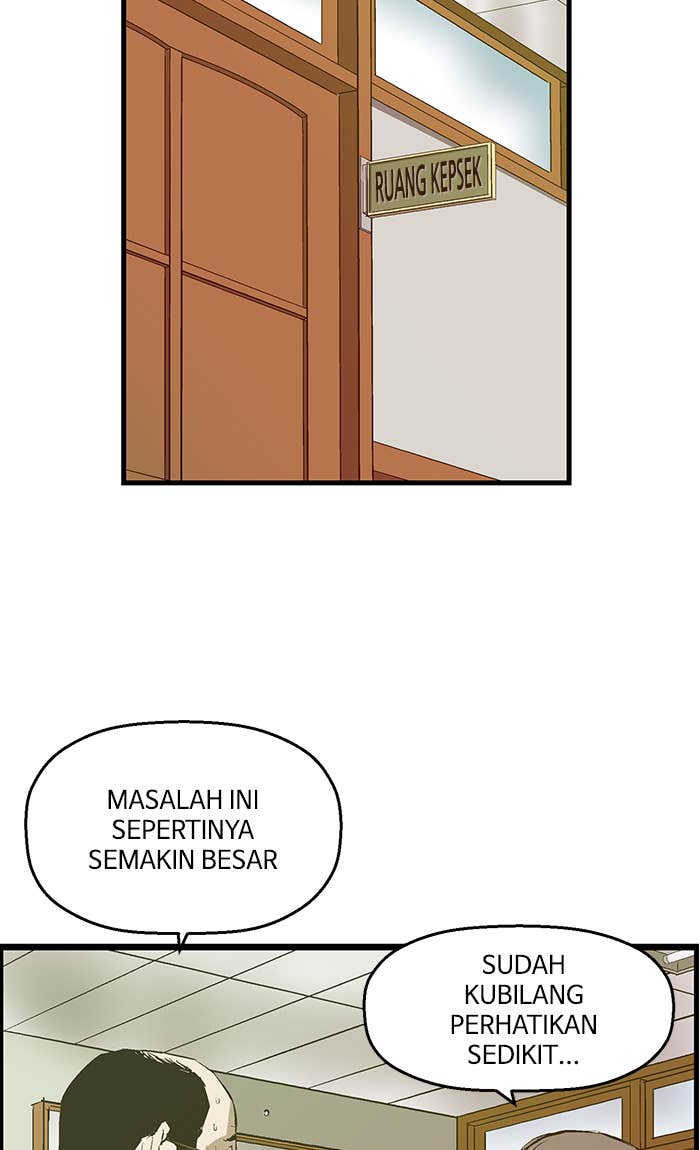 RUANG KEPSEK
MASALAH INI
SEPERTINYA
SEMAKIN BESAR
SUDAH
KUBILANG
PERHATIKAN
SEDIKIT...